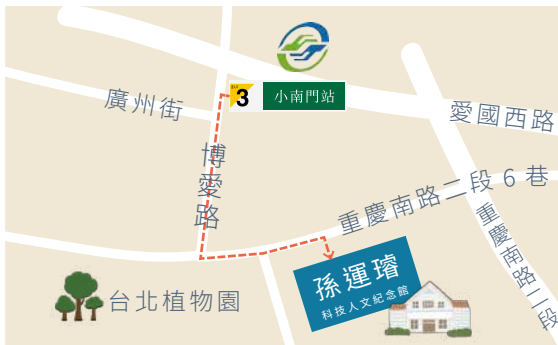 3
小南門站
廣州街
愛國西路
博愛路
重慶南路二段6巷
重慶南路二段
孫運璿
科技人文紀念館
台北植物園